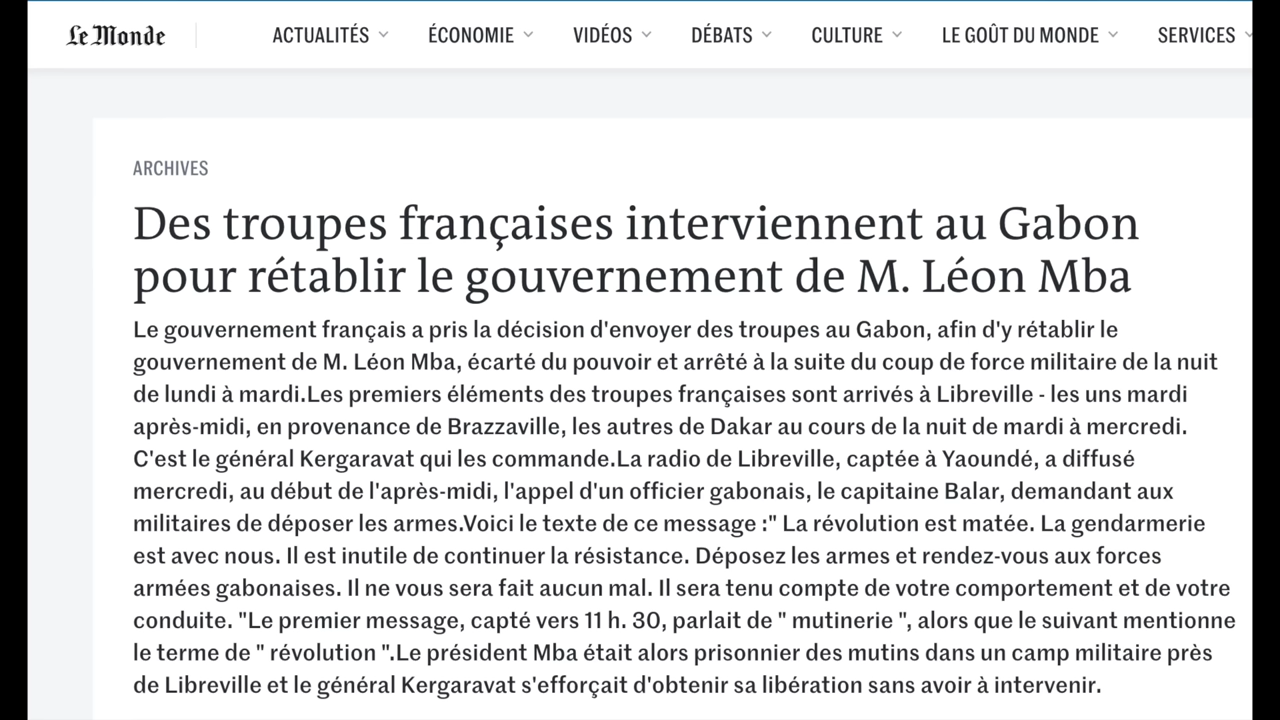 Le Monde
ACTUALITÉS
ÉCONOMIE
VIDÉOS
DÉBATS
CULTURE
LE GOÛT DU MONDE
SERVICES
ARCHIVES
Des troupes françaises interviennent au Gabon
pour rétablir le gouvernement de M. Léon Mba
Le gouvernement français a pris la décision d'envoyer des troupes au Gabon, afin d'y rétablir le
gouvernement de M. Léon Mba, écarté du pouvoir et arrêté à la suite du coup de force militaire de la nuit
de lundi à mardi.Les premiers éléments des troupes françaises sont arrivés à Libreville - les uns mardi
après-midi, en provenance de Brazzaville, les autres de Dakar au cours de la nuit de mardi à mercredi.
C'est le général Kergaravat qui les commande.La radio de Libreville, captée à Yaoundé, a diffusé
mercredi, au début de l'après-midi, l'appel d'un officier gabonais, le capitaine Balar, demandant aux
militaires de déposer les armes.Voici le texte de ce message :" La révolution est matée. La gendarmerie
est avec nous. Il est inutile de continuer la résistance. Déposez les armes et rendez-vous aux forces
armées gabonaises. Il ne vous sera fait aucun mal. Il sera tenu compte de votre comportement et de votre
conduite. "Le premier message, capté vers 11 h. 30, parlait de " mutinerie ", alors que le suivant mentionne
le terme de " révolution ".Le président Mba était alors prisonnier des mutins dans un camp militaire près
de Libreville et le général Kergaravat s'efforçait d'obtenir sa libération sans avoir à intervenir.